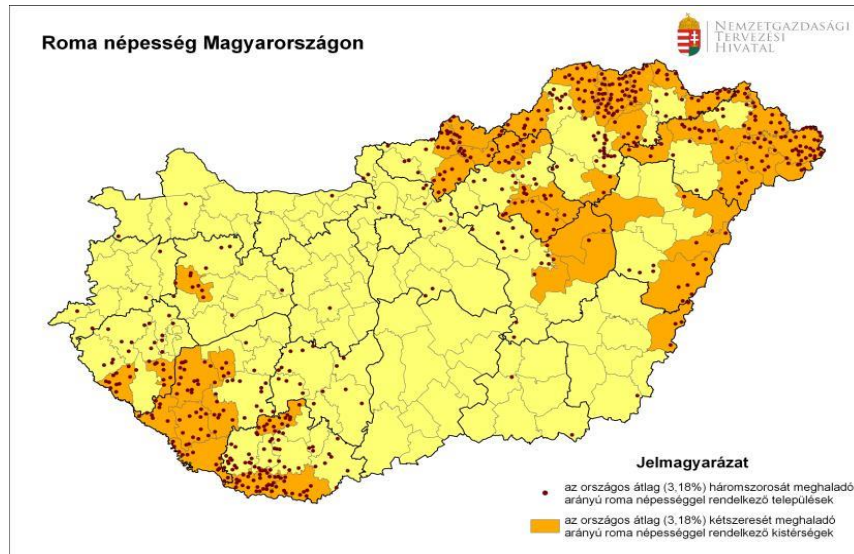 Roma népesség Magyarországon
NEMZETGAZDASÁGI
TERVEZÉSI
HIVATAL
Jelmagyarázat
az országos átlag (3,18%) háromszorosát meghaladó
arányú roma népességgel rendelkező települések
az országos átlag (3,18%) kétszeresét meghaladó
arányú roma népességgel rendelkező kistérségek